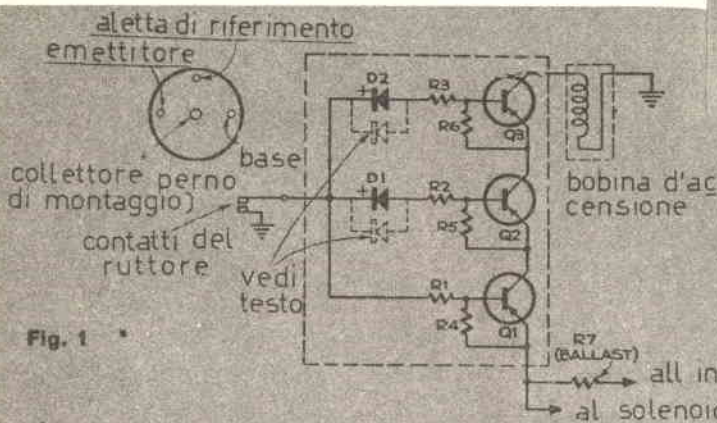 aletta di riferimento
emettitore
base
collettore perno
di montaggio)
contatti del
ruttore
vedi
testo
Fig. 1
D2
R3
R6
Q3
D1
R2
R5
Q2
R1
R4
Q1
bobina d'ac
censione
R7
(BALLAST)
all in
al solenoid